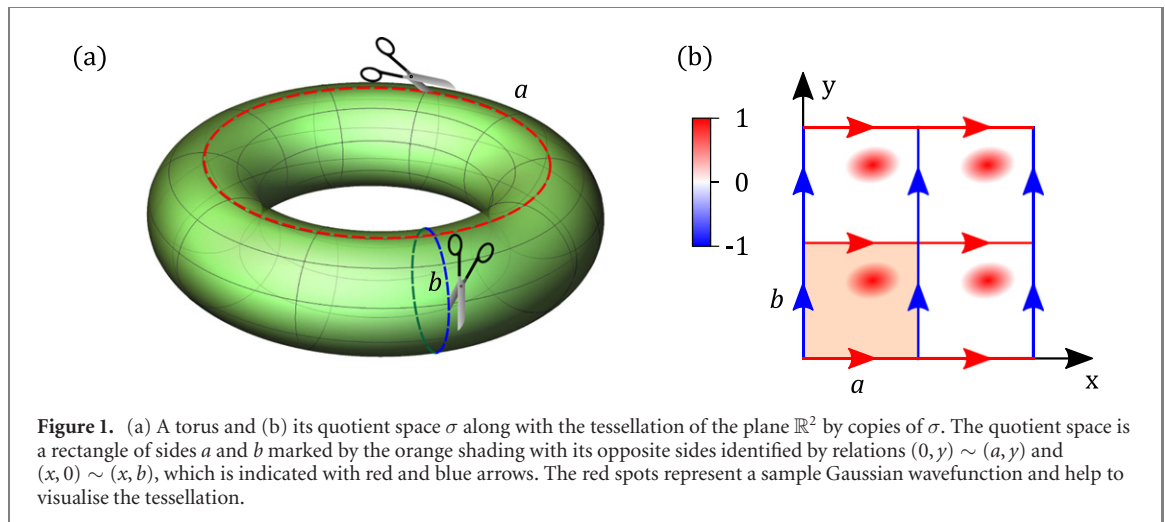 (a)
a
b
(b)
1
0
-1
y
b
a
x
Figure 1. (a) A torus and (b) its quotient space σ along with the tessellation of the plane ℝ² by copies of σ. The quotient space is
a rectangle of sides a and b marked by the orange shading with its opposite sides identified by relations (0, y) ∼ (a, y) and
(x, 0) ∼ (x, b), which is indicated with red and blue arrows. The red spots represent a sample Gaussian wavefunction and help to
visualise the tessellation.